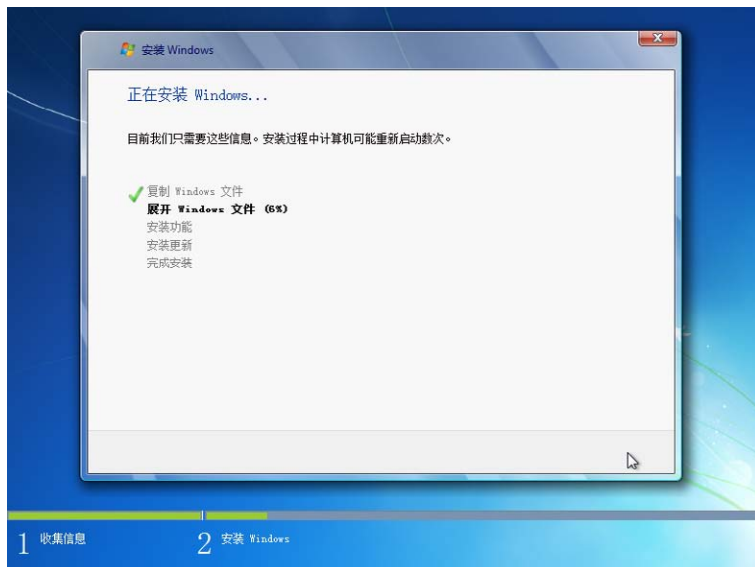 安装 Windows
正在安装 Windows...
目前我们只需要这些信息。安装过程中计算机可能重新启动数次。
复制 Windows 文件
展开 Windows 文件 (6%)
安装功能
安装更新
完成安装
1 收集信息
2 安装 Windows